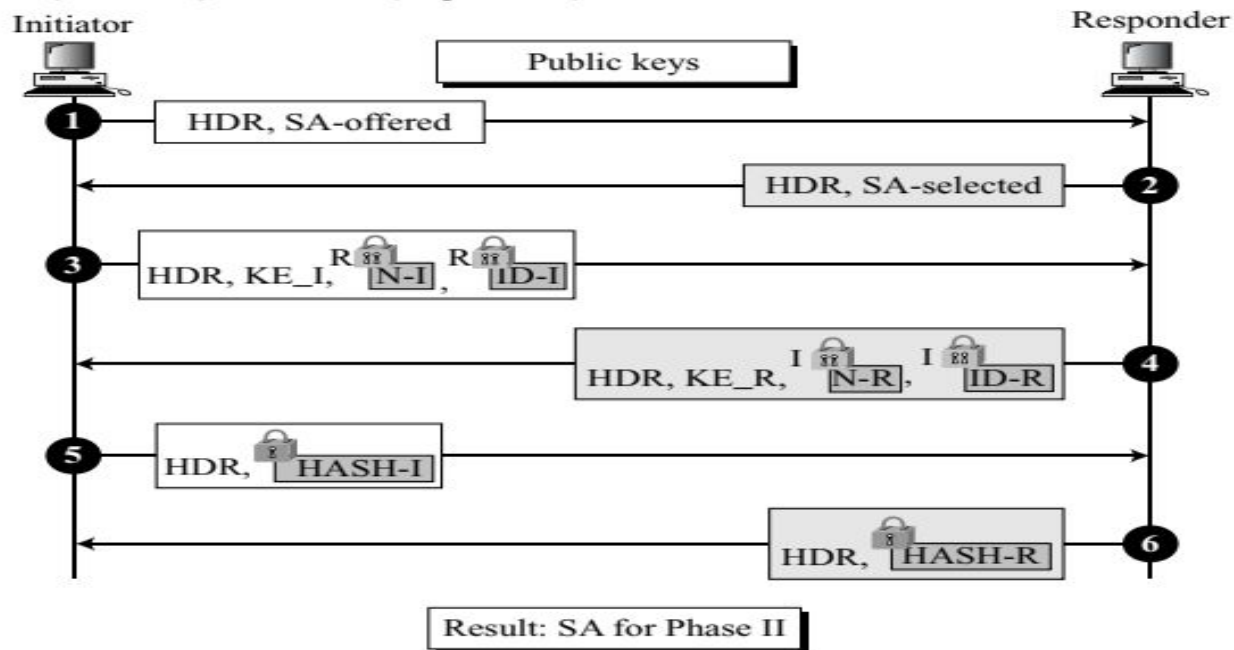 Initiator
Responder
Public keys
1
HDR, SA-offered
HDR, SA-selected
2
3
HDR, KE_I, R N-I, R ID-I
HDR, KE_R, I N-R, I ID-R
4
5
HDR, HASH-I
HDR, HASH-R
6
Result: SA for Phase II